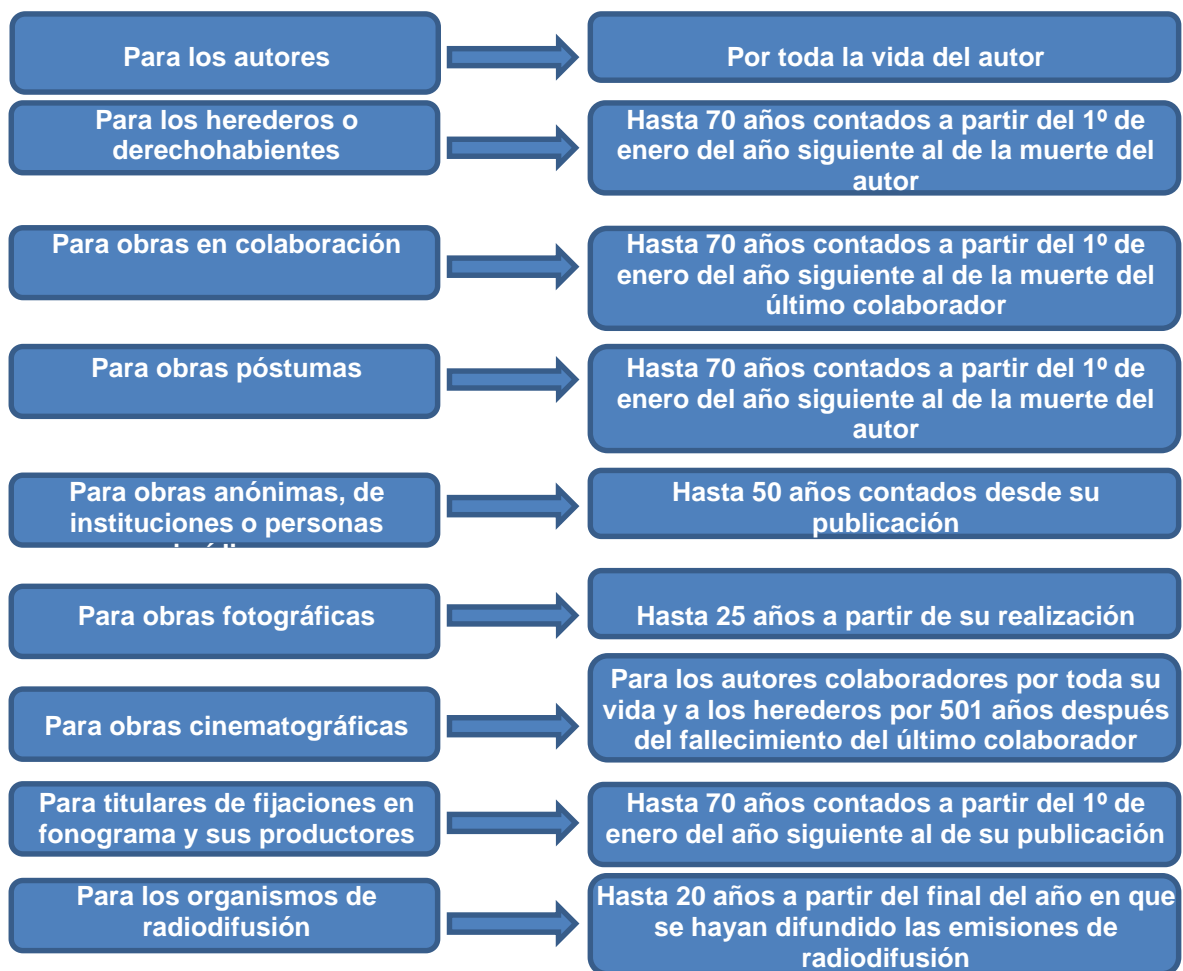 Para los autores
Por toda la vida del autor
Para los herederos o
derechohabientes
Hasta 70 años contados a partir del 1º de
enero del año siguiente al de la muerte del
autor
Para obras en colaboración
Hasta 70 años contados a partir del 1º de
enero del año siguiente al de la muerte del
último colaborador
Para obras póstumas
Hasta 70 años contados a partir del 1º de
enero del año siguiente al de la muerte del
autor
Para obras anónimas, de
instituciones o personas
Hasta 50 años contados desde su
publicación
Para obras fotográficas
Hasta 25 años a partir de su realización
Para obras cinematográficas
Para los autores colaboradores por toda su
vida y a los herederos por 501 años después
del fallecimiento del último colaborador
Para titulares de fijaciones en
fonograma y sus productores
Hasta 70 años contados a partir del 1º de
enero del año siguiente al de su publicación
Para los organismos de
radiodifusión
Hasta 20 años a partir del final del año en que
se hayan difundido las emisiones de
radiodifusión